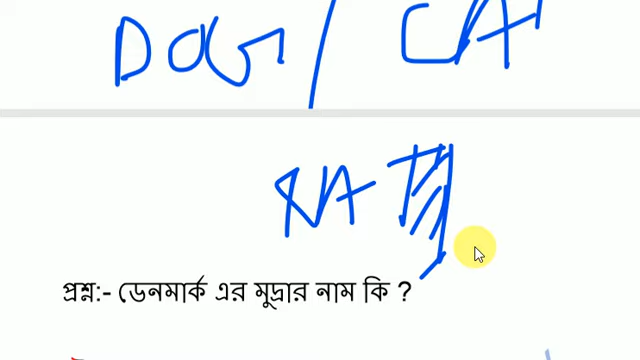 DOG / CAT
প্রশ্ন:- ডেনমার্ক এর মুদ্রার নাম কি ?